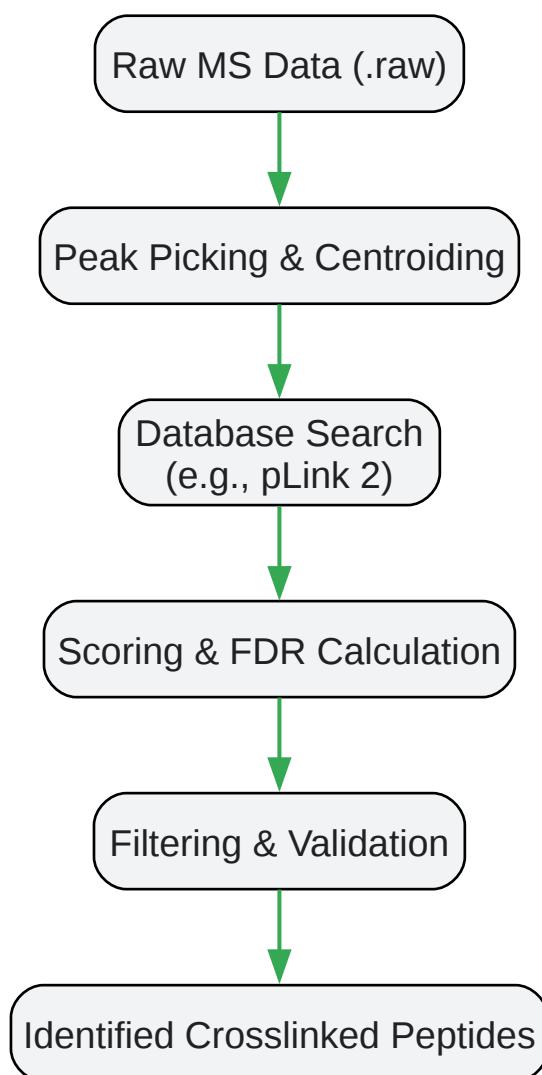 Raw MS Data (.raw)
Peak Picking & Centroiding
Database Search
(e.g., pLink 2)
Scoring & FDR Calculation
Filtering & Validation
Identified Crosslinked Peptides